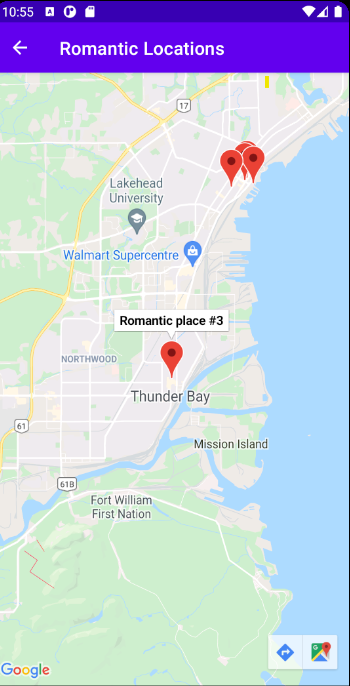 10:55
Romantic Locations
17
Lakehead
University
Walmart Supercentre
Romantic place #3
NORTHWOOD
Thunder Bay
61
Mission Island
61B
Fort William
First Nation
Google